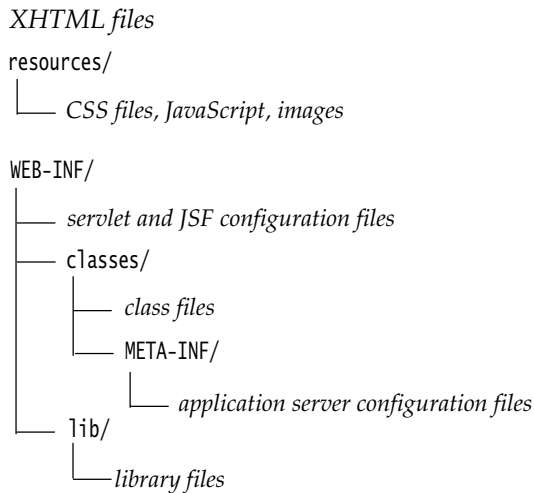 XHTML files
resources/
CSS files, JavaScript, images
WEB-INF/
servlet and JSF configuration files
classes/
class files
META-INF/
application server configuration files
lib/
library files